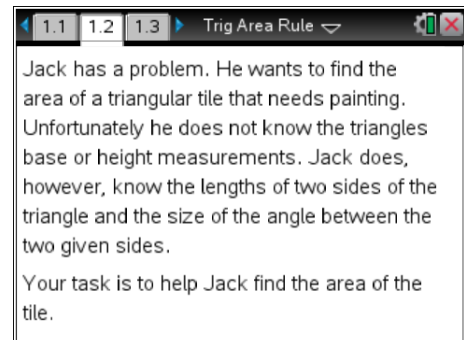 1.1 1.2 1.3 Trig Area Rule
Jack has a problem. He wants to find the
area of a triangular tile that needs painting.
Unfortunately he does not know the triangles
base or height measurements. Jack does,
however, know the lengths of two sides of the
triangle and the size of the angle between the
two given sides.
Your task is to help Jack find the area of the
tile.